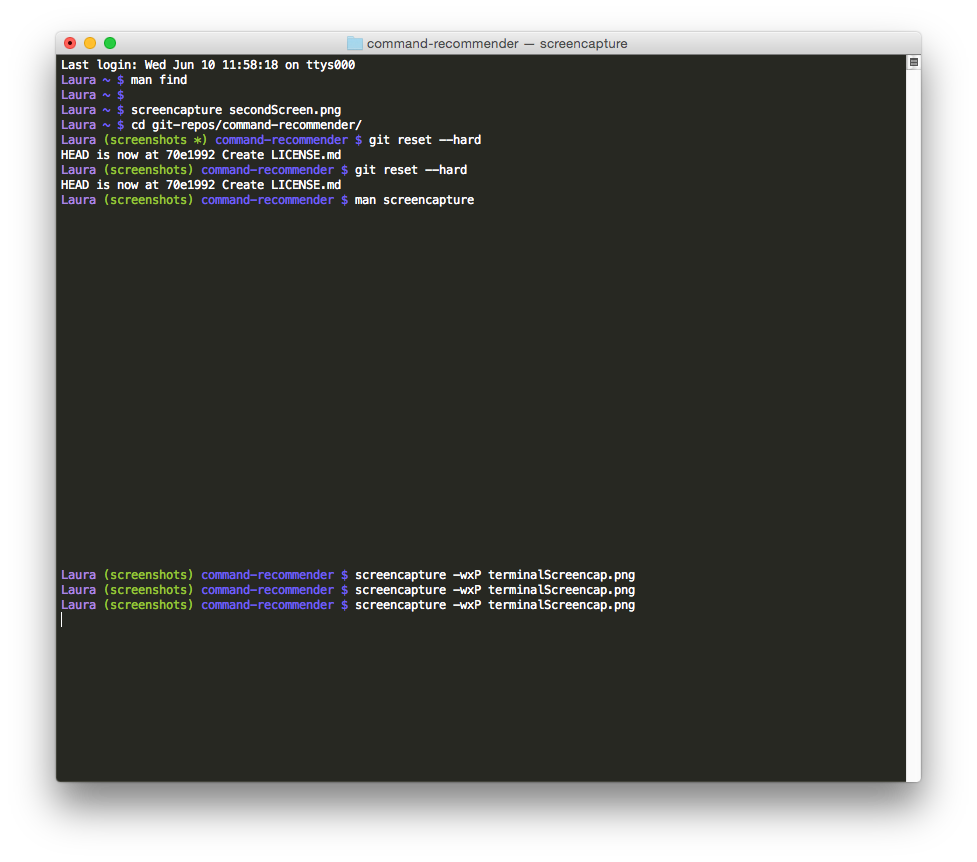 command-recommender — screencapture
Last login: Wed Jun 10 11:58:18 on ttys000
Laura ~ $ man find
Laura ~ $
Laura ~ $ screencapture secondScreen.png
Laura ~ $ cd git-repos/command-recommender/
Laura (screenshots *) command-recommender $ git reset --hard
HEAD is now at 70e1992 Create LICENSE.md
Laura (screenshots) command-recommender $ git reset --hard
HEAD is now at 70e1992 Create LICENSE.md
Laura (screenshots) command-recommender $ man screencapture
Laura (screenshots) command-recommender $ screencapture -wxP terminalScreencap.png
Laura (screenshots) command-recommender $ screencapture -wxP terminalScreencap.png
Laura (screenshots) command-recommender $ screencapture -wxP terminalScreencap.png